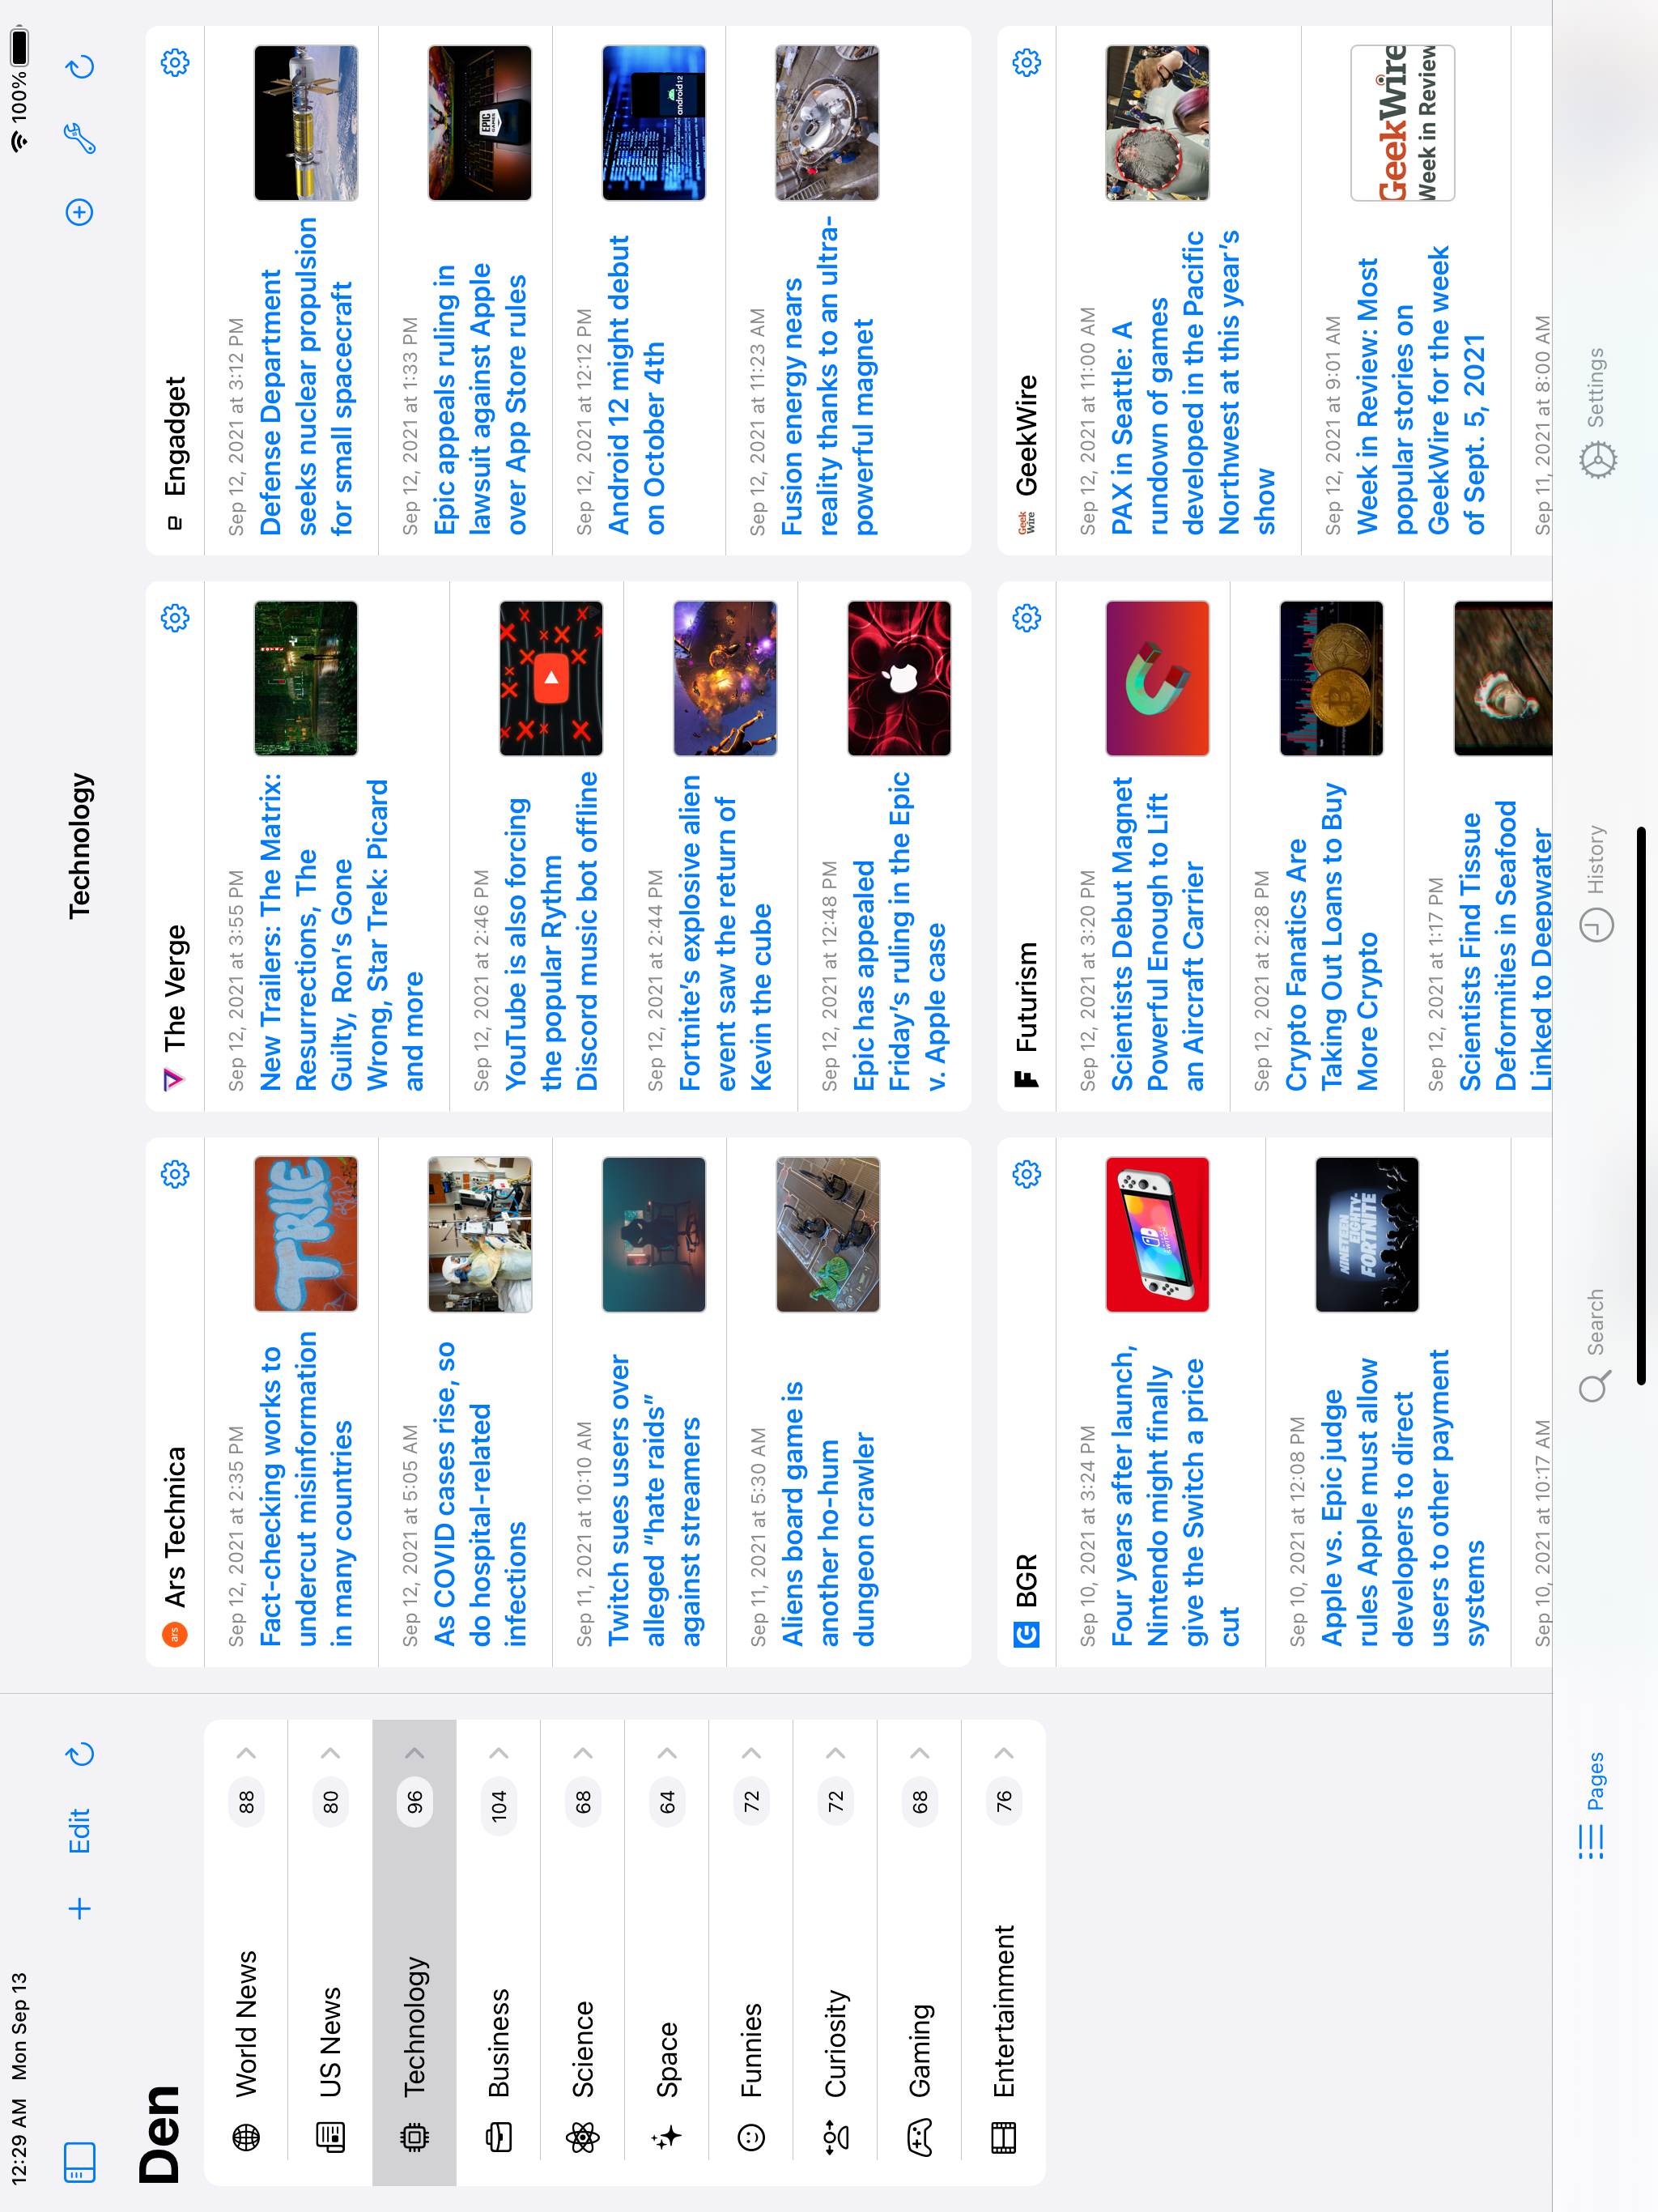 12:29 AM Mon Sep 13
100%
Edit
Den
World News 88
US News 80
Technology 96
Business 104
Science 68
Space 64
Funnies 72
Curiosity 72
Gaming 68
Entertainment 76
Technology
ars Ars Technica
Sep 12, 2021 at 2:35 PM
Fact-checking works to
undercut misinformation
in many countries
TRUE
Sep 12, 2021 at 5:05 AM
As COVID cases rise, so
do hospital-related
infections
Sep 11, 2021 at 10:10 AM
Twitch sues users over
alleged “hate raids”
against streamers
Sep 11, 2021 at 5:30 AM
Aliens board game is
another ho-hum
dungeon crawler
The Verge
Sep 12, 2021 at 3:55 PM
New Trailers: The Matrix:
Resurrections, The
Guilty, Ron’s Gone
Wrong, Star Trek: Picard
and more
Sep 12, 2021 at 2:46 PM
YouTube is also forcing
the popular Rythm
Discord music bot offline
Sep 12, 2021 at 2:44 PM
Fortnite’s explosive alien
event saw the return of
Kevin the cube
Sep 12, 2021 at 12:48 PM
Epic has appealed
Friday’s ruling in the Epic
v. Apple case
e Engadget
Sep 12, 2021 at 3:12 PM
Defense Department
seeks nuclear propulsion
for small spacecraft
Sep 12, 2021 at 1:33 PM
Epic appeals ruling in
lawsuit against Apple
over App Store rules
EPIC
GAMES
Sep 12, 2021 at 12:12 PM
Android 12 might debut
on October 4th
android 12
Sep 12, 2021 at 11:23 AM
Fusion energy nears
reality thanks to an ultra-
powerful magnet
G BGR
Sep 10, 2021 at 3:24 PM
Four years after launch,
Nintendo might finally
give the Switch a price
cut
SWITCH
Sep 10, 2021 at 12:08 PM
Apple vs. Epic judge
rules Apple must allow
developers to direct
users to other payment
systems
NINETEEN
EIGHTY-
FORTNITE
Sep 10, 2021 at 10:17 AM
F Futurism
Sep 12, 2021 at 3:20 PM
Scientists Debut Magnet
Powerful Enough to Lift
an Aircraft Carrier
Sep 12, 2021 at 2:28 PM
Crypto Fanatics Are
Taking Out Loans to Buy
More Crypto
Sep 12, 2021 at 1:17 PM
Scientists Find Tissue
Deformities in Seafood
Linked to Deepwater
Geek
Wire
GeekWire
Sep 12, 2021 at 11:00 AM
PAX in Seattle: A
rundown of games
developed in the Pacific
Northwest at this year’s
show
Sep 12, 2021 at 9:01 AM
Week in Review: Most
popular stories on
GeekWire for the week
of Sept. 5, 2021
GeekWire
Week in Review
Sep 11, 2021 at 8:00 AM
Pages
Search
History
Settings